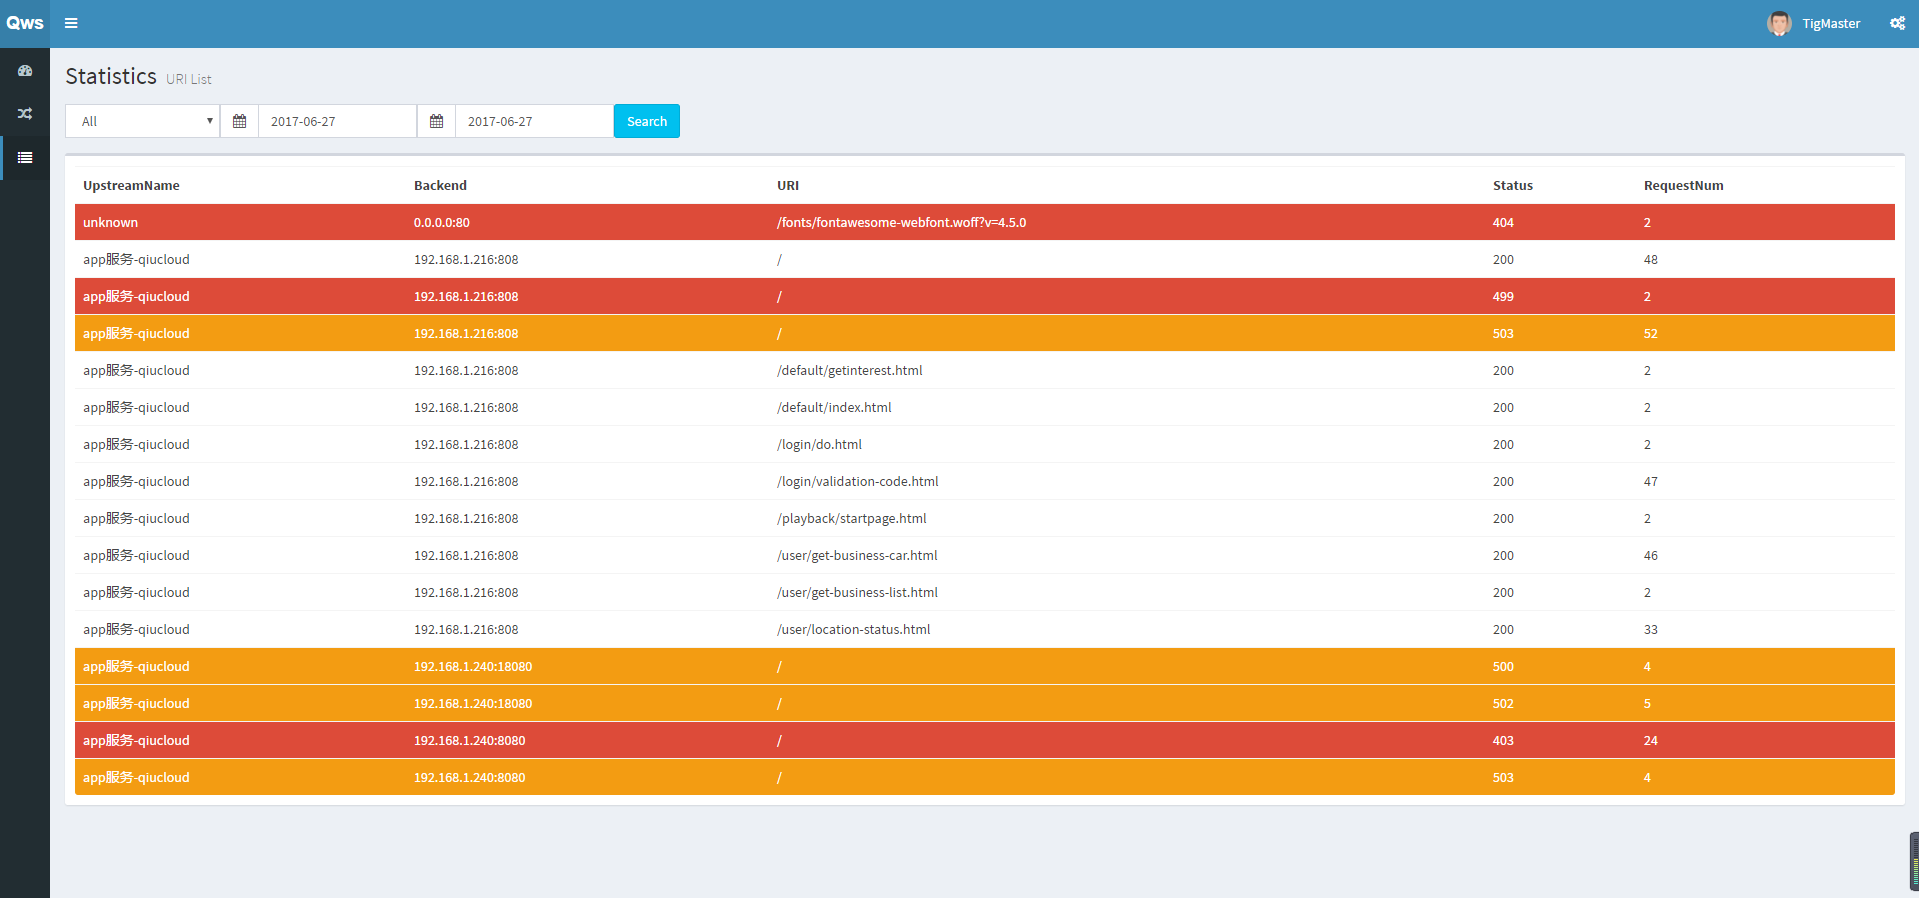 Qws TigMaster
Statistics URI List
All 2017-06-27 2017-06-27 Search
UpstreamName Backend URI Status RequestNum
unknown 0.0.0.0:80 /fonts/fontawesome-webfont.woff?v=4.5.0 404 2
app服务-qiucloud 192.168.1.216:808 / 200 48
app服务-qiucloud 192.168.1.216:808 / 499 2
app服务-qiucloud 192.168.1.216:808 / 503 52
app服务-qiucloud 192.168.1.216:808 /default/getinterest.html 200 2
app服务-qiucloud 192.168.1.216:808 /default/index.html 200 2
app服务-qiucloud 192.168.1.216:808 /login/do.html 200 2
app服务-qiucloud 192.168.1.216:808 /login/validation-code.html 200 47
app服务-qiucloud 192.168.1.216:808 /playback/startpage.html 200 2
app服务-qiucloud 192.168.1.216:808 /user/get-business-car.html 200 46
app服务-qiucloud 192.168.1.216:808 /user/get-business-list.html 200 2
app服务-qiucloud 192.168.1.216:808 /user/location-status.html 200 33
app服务-qiucloud 192.168.1.240:18080 / 500 4
app服务-qiucloud 192.168.1.240:18080 / 502 5
app服务-qiucloud 192.168.1.240:8080 / 403 24
app服务-qiucloud 192.168.1.240:8080 / 503 4